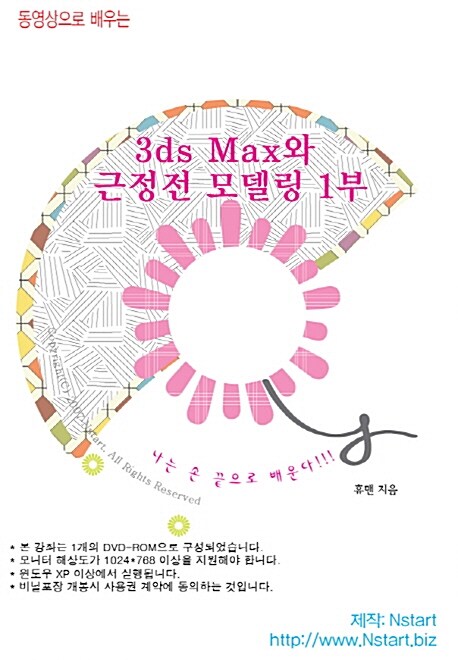 동영상으로 배우는
3ds Max와
근정전 모델링 1부
Copyright(C) 2007 Nstart. All Rights Reserved
나는 손 끝으로 배운다!!!
휴맨 지음
* 본 강좌는 1개의 DVD-ROM으로 구성되었습니다.
* 모니터 해상도가 1024*768 이상을 지원해야 합니다.
* 윈도우 XP 이상에서 실행됩니다.
* 비닐포장 개봉시 사용권 계약에 동의하는 것입니다.
제작: Nstart
http://www.Nstart.biz